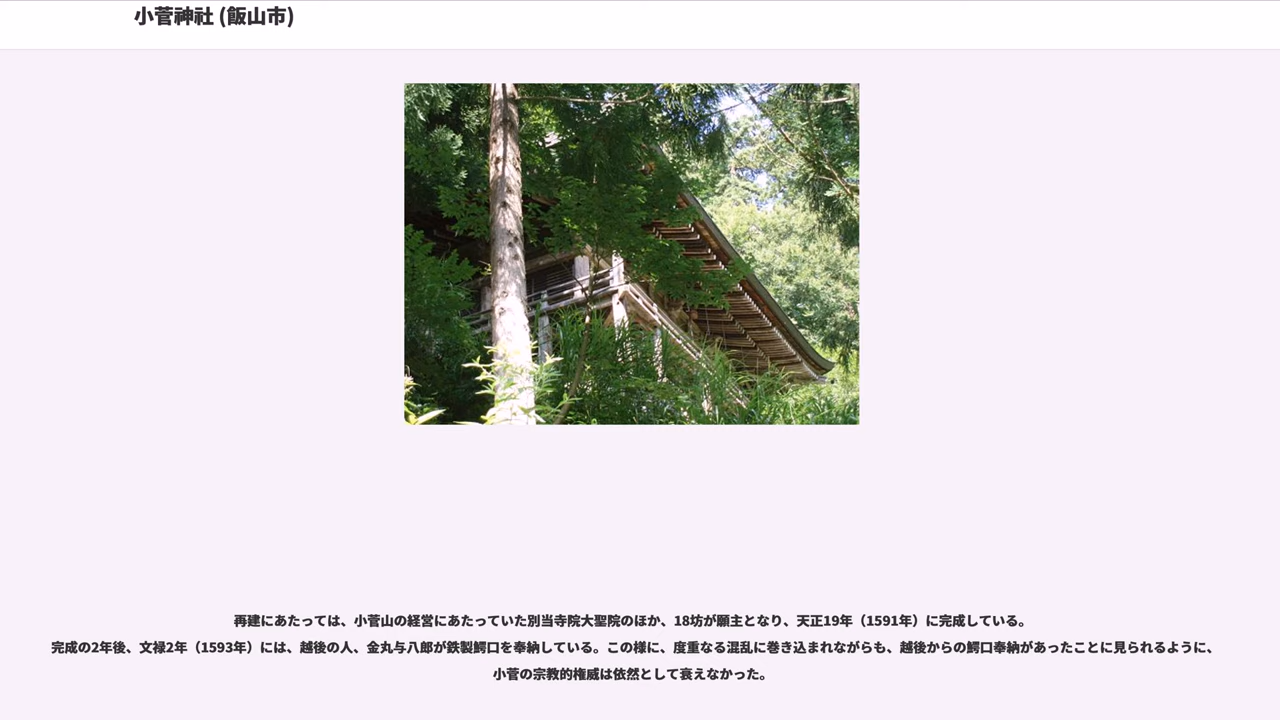 小菅神社 (飯山市)
再建にあたっては、小菅山の経営にあたっていた別当寺院大聖院のほか、18坊が願主となり、天正19年（1591年）に完成している。
完成の2年後、文禄2年（1593年）には、越後の人、金丸与八郎が鉄製鰐口を奉納している。この様に、度重なる混乱に巻き込まれながらも、越後からの鰐口奉納があったことに見られるように、
小菅の宗教的権威は依然として衰えなかった。